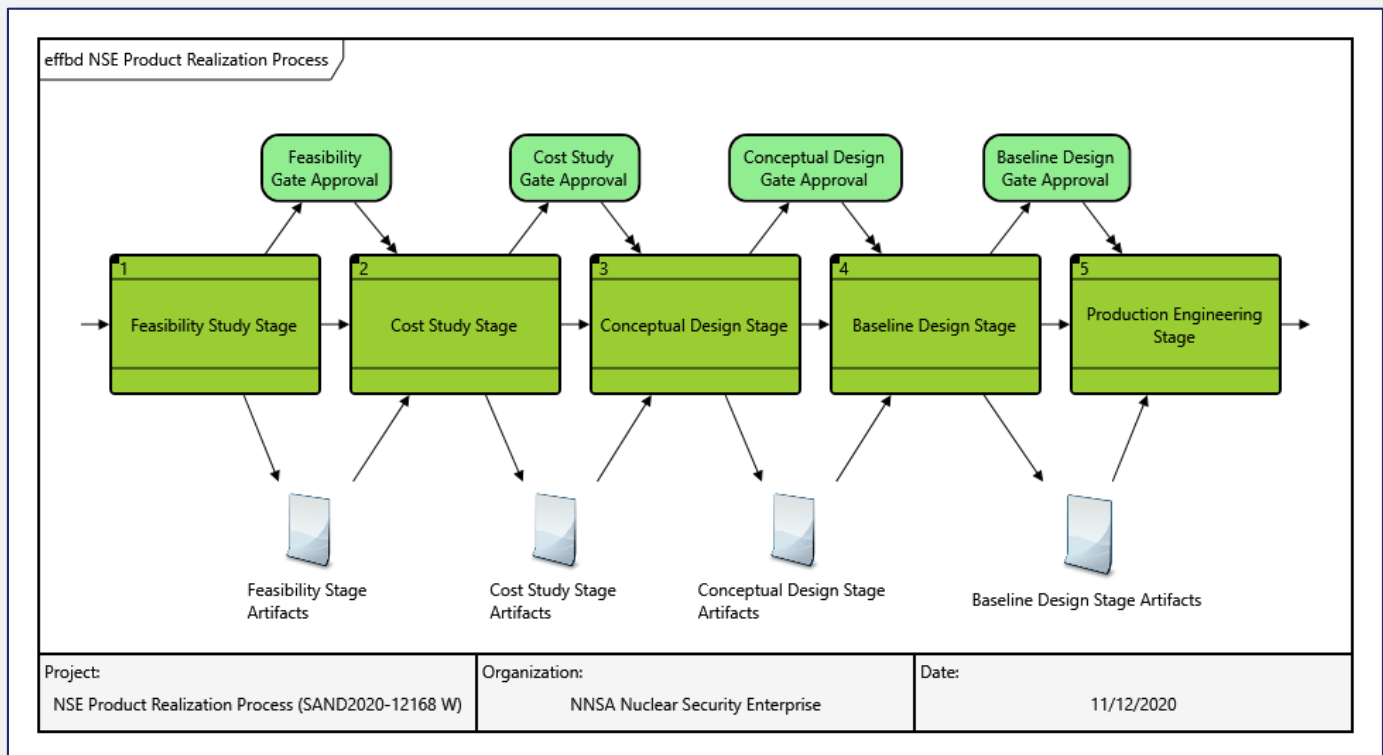 effbd NSE Product Realization Process
Feasibility
Gate Approval
Cost Study
Gate Approval
Conceptual Design
Gate Approval
Baseline Design
Gate Approval
1
Feasibility Study Stage
2
Cost Study Stage
3
Conceptual Design Stage
4
Baseline Design Stage
5
Production Engineering
Stage
Feasibility Stage
Artifacts
Cost Study Stage
Artifacts
Conceptual Design Stage
Artifacts
Baseline Design Stage Artifacts
Project:
NSE Product Realization Process (SAND2020-12168 W)
Organization:
NNSA Nuclear Security Enterprise
Date:
11/12/2020